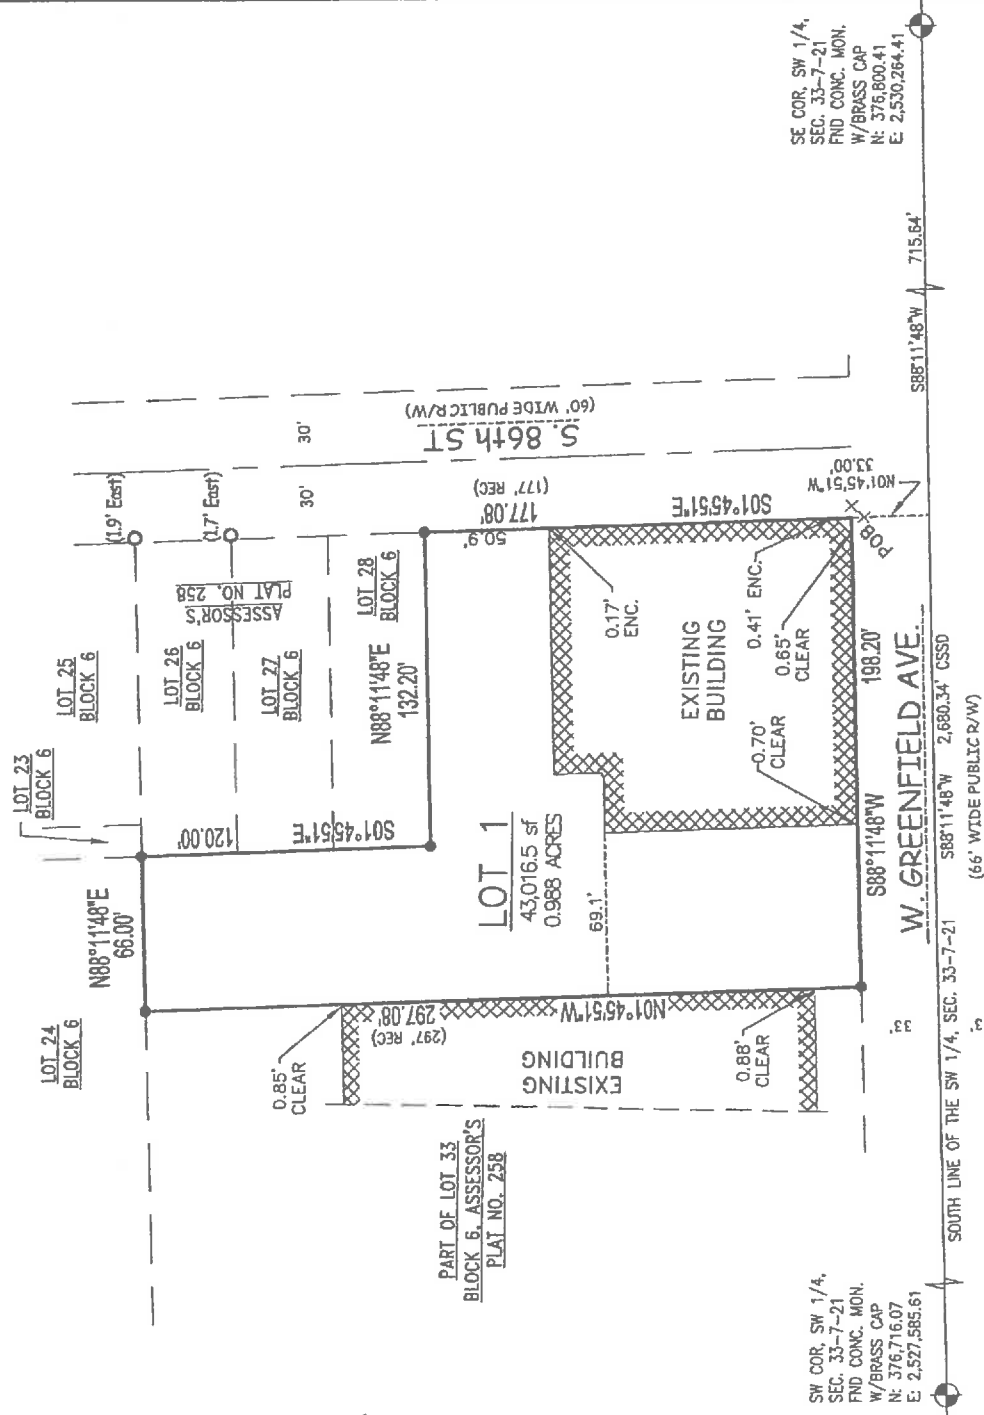 LOT 24
BLOCK 6
N88°11'48"E
66.00'
LOT 23
BLOCK 6
LOT 25
BLOCK 6
(1.9' East)
LOT 26
BLOCK 6
(1.7' East)
ASSESSOR'S
PLAT NO. 258
LOT 27
BLOCK 6
120.00'
S01°45'51"E
LOT 28
BLOCK 6
N88°11'48"E
132.20'
30'
30'
S. 86th ST
(60' WIDE PUBLIC R/W)
177.08'
(177' REC)
50.9'
S01°45'51"E
0.85'
CLEAR
297.08'
(297' REC)
N01°45'51"W
EXISTING
BUILDING
0.88'
CLEAR
PART OF LOT 33
BLOCK 6, ASSESSOR'S
PLAT NO. 258
LOT 1
43,016.5 sf
0.988 ACRES
69.1'
0.17'
ENC.
EXISTING
BUILDING
0.41' ENC.
0.65'
CLEAR
0.70'
CLEAR
POB
N01°45'51"W
33.00'
S88°11'48"W
198.20'
W. GREENFIELD AVE.
33'
SOUTH LINE OF THE SW 1/4, SEC. 33-7-21
S88°11'48"W
2,680.34' CSSD
(66' WIDE PUBLIC R/W)
S88°11'48"W
715.64'
SW COR, SW 1/4,
SEC. 33-7-21
FND CONC. MON.
W/BRASS CAP
N: 376,716.07
E: 2,527,585.61
SE COR, SW 1/4,
SEC. 33-7-21
FND CONC. MON.
W/BRASS CAP
N: 376,800.41
E: 2,530,264.41